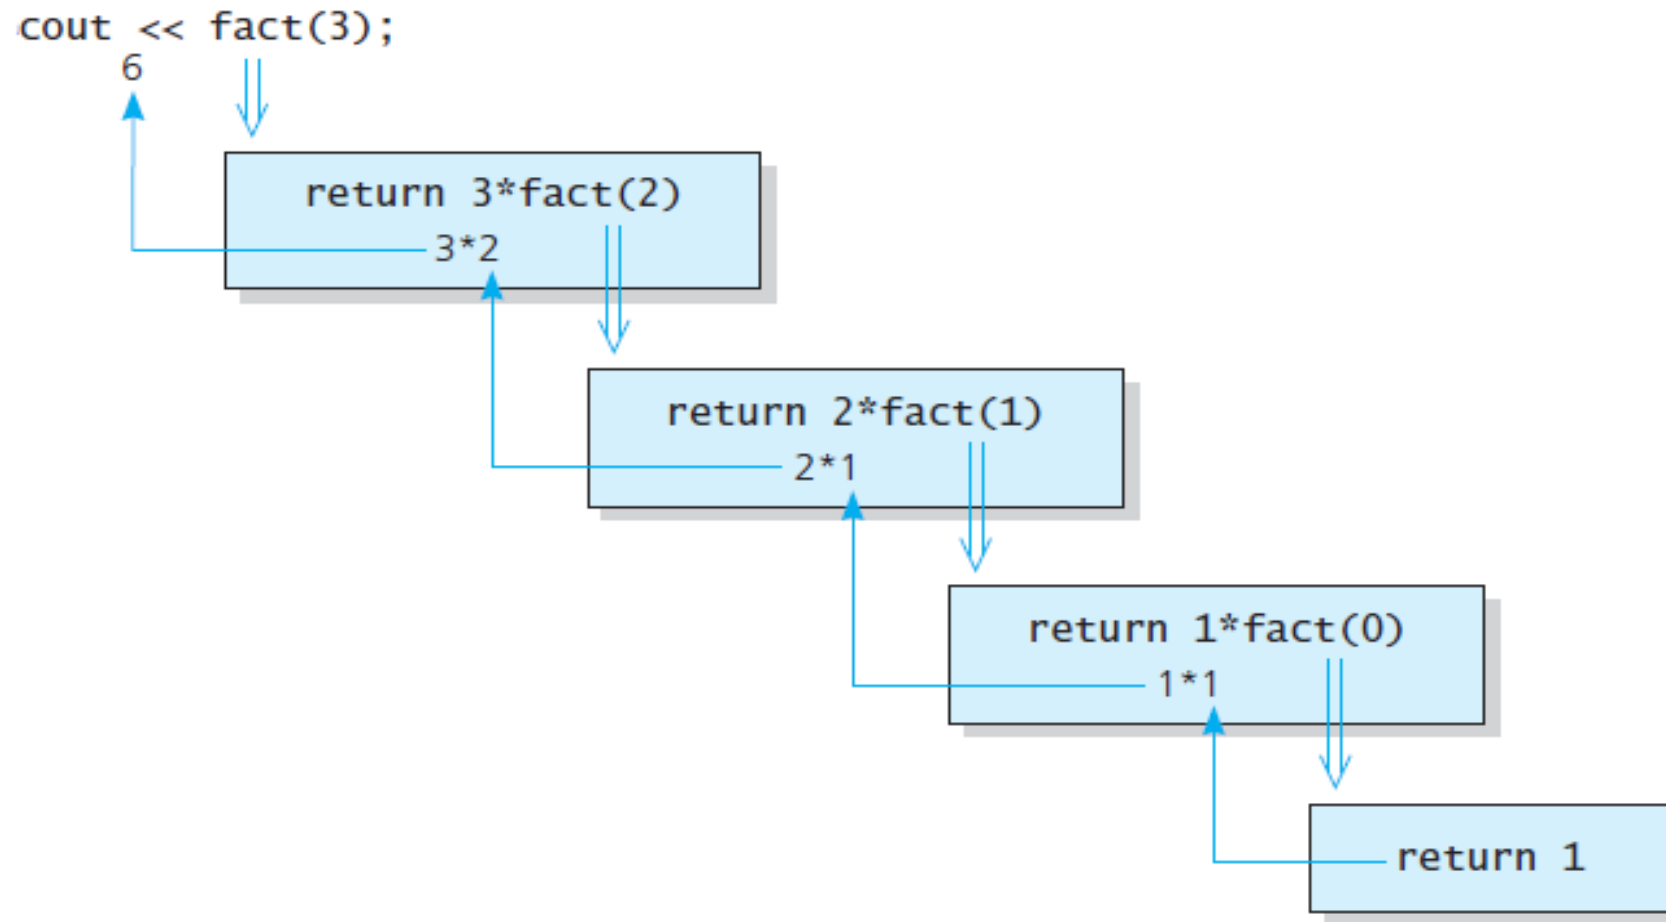 cout << fact(3);
6
return 3*fact(2)
3*2
return 2*fact(1)
2*1
return 1*fact(0)
1*1
return 1